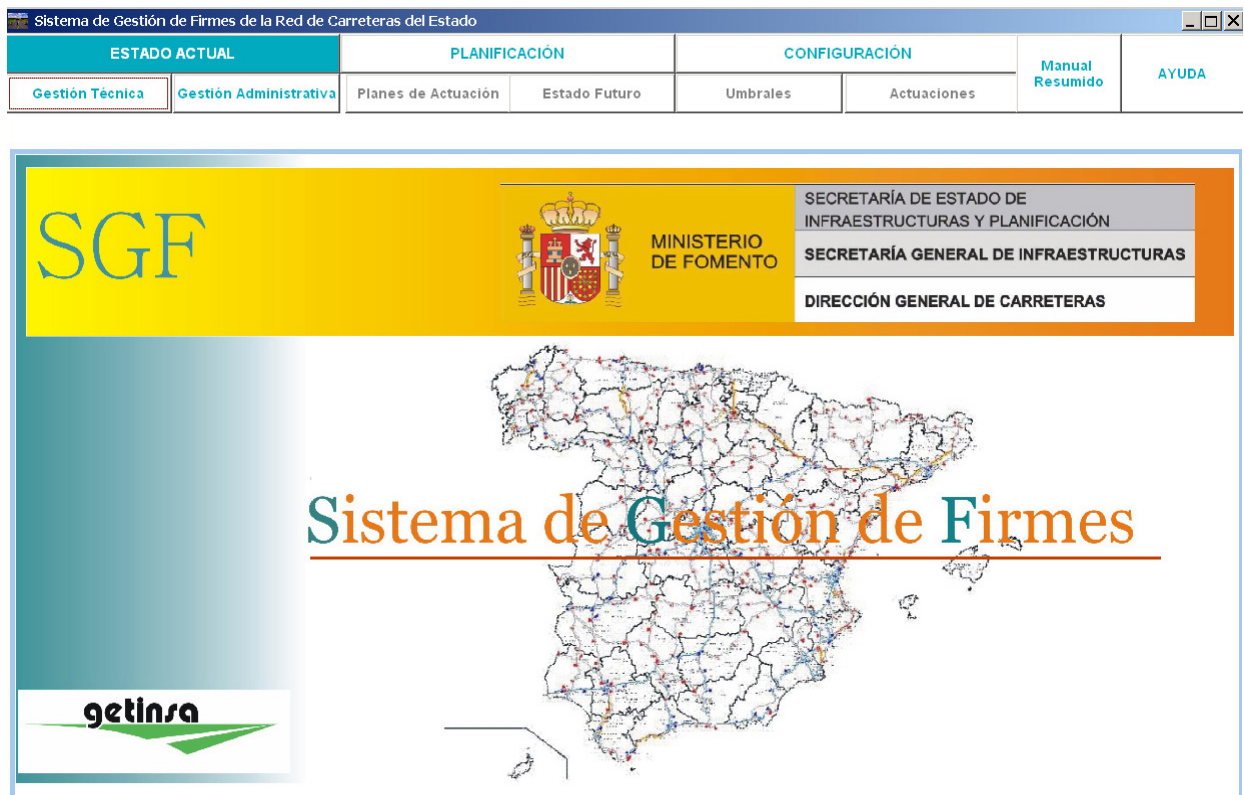 Sistema de Gestión de Firmes de la Red de Carreteras del Estado
ESTADO ACTUAL
PLANIFICACIÓN
CONFIGURACIÓN
Manual
Resumido
AYUDA
Gestión Técnica
Gestión Administrativa
Planes de Actuación
Estado Futuro
Umbrales
Actuaciones
SGF
MINISTERIO
DE FOMENTO
SECRETARÍA DE ESTADO DE
INFRAESTRUCTURAS Y PLANIFICACIÓN
SECRETARÍA GENERAL DE INFRAESTRUCTURAS
DIRECCIÓN GENERAL DE CARRETERAS
Sistema de Gestión de Firmes
getinsa